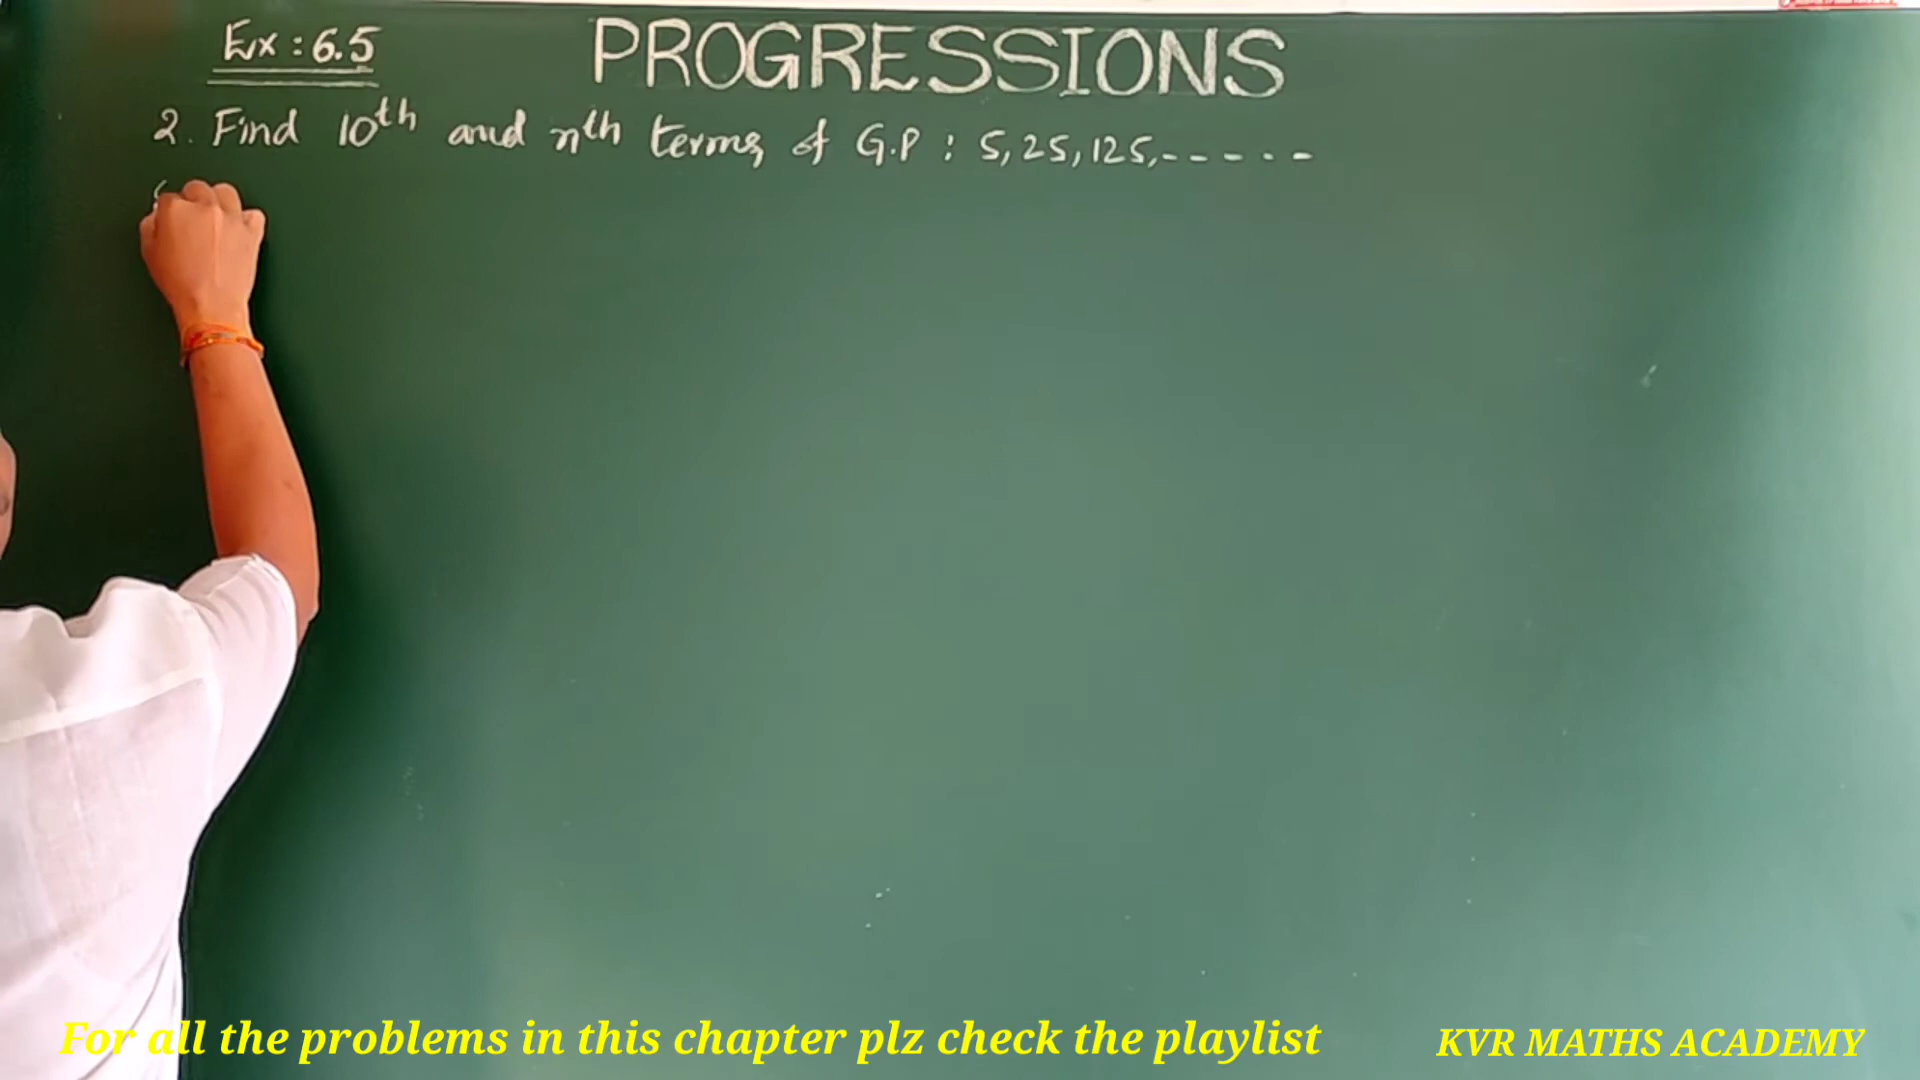 Ex : 6.5
PROGRESSIONS
2. Find 10th and nth terms of G.P : 5, 25, 125, - - - - - -
For all the problems in this chapter plz check the playlist
KVR MATHS ACADEMY